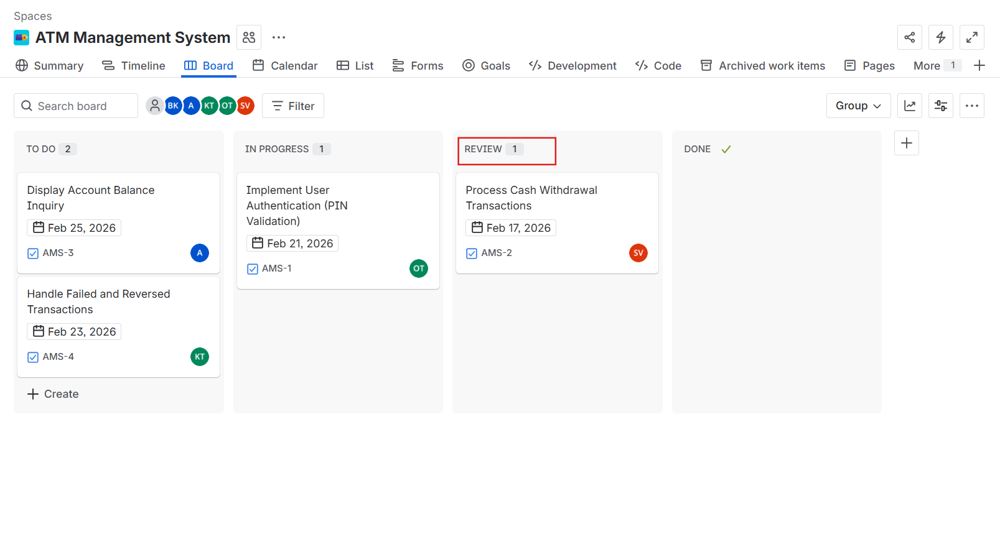 Spaces
ATM Management System
Summary
Timeline
Board
Calendar
List
Forms
Goals
Development
Code
Archived work items
Pages
More 1
Search board
BK
A
KT
OT
SV
Filter
Group
TO DO 2
Display Account Balance
Inquiry
Feb 25, 2026
AMS-3
A
Handle Failed and Reversed
Transactions
Feb 23, 2026
AMS-4
KT
Create
IN PROGRESS 1
Implement User
Authentication (PIN
Validation)
Feb 21, 2026
AMS-1
OT
REVIEW 1
Process Cash Withdrawal
Transactions
Feb 17, 2026
AMS-2
SV
DONE